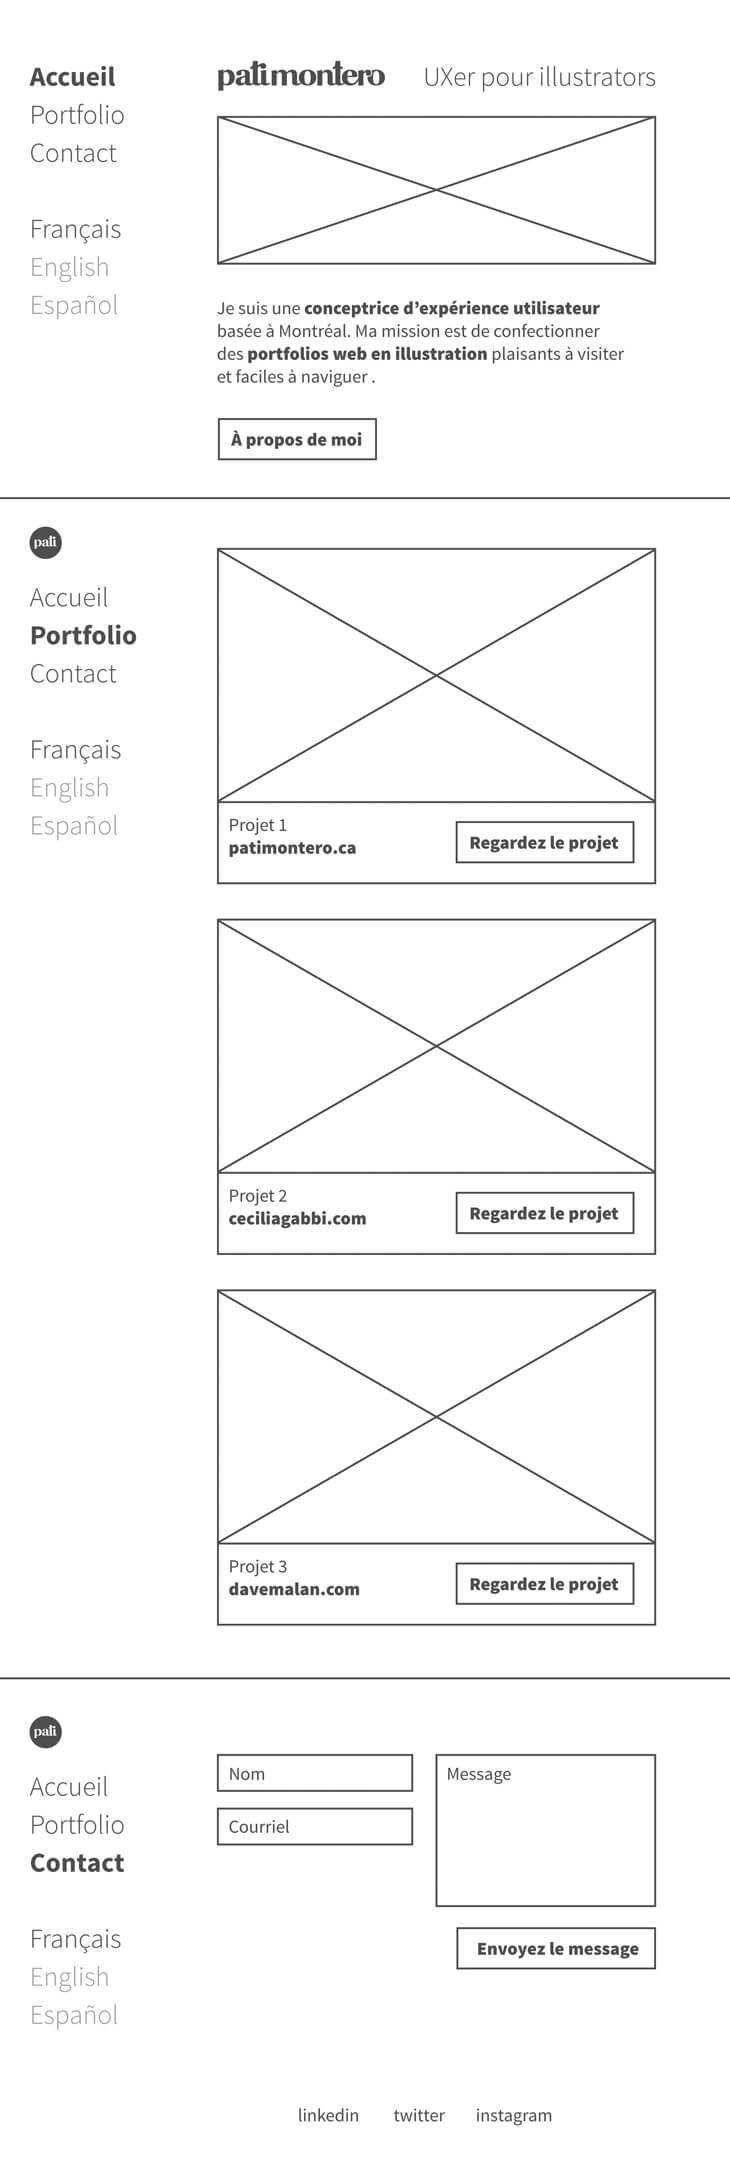 Accueil
Portfolio
Contact
Français
English
Español
patimontero
UXer pour illustrators
Je suis une conceptrice d’expérience utilisateur
basée à Montréal. Ma mission est de confectionner
des portfolios web en illustration plaisants à visiter
et faciles à naviguer .
À propos de moi
pati
Accueil
Portfolio
Contact
Français
English
Español
Projet 1
patimontero.ca
Regardez le projet
Projet 2
ceciliagabbi.com
Regardez le projet
Projet 3
davemalan.com
Regardez le projet
pati
Accueil
Portfolio
Contact
Français
English
Español
Nom
Courriel
Message
Envoyez le message
linkedin twitter instagram